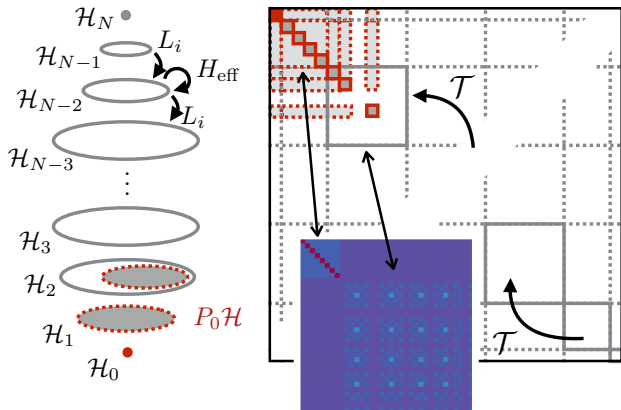 ℋ_N
L_i
ℋ_{N−1}
H_eff
ℋ_{N−2}
L_i
ℋ_{N−3}
⋮
ℋ_3
ℋ_2
P_0ℋ
ℋ_1
ℋ_0
𝒯
𝒯